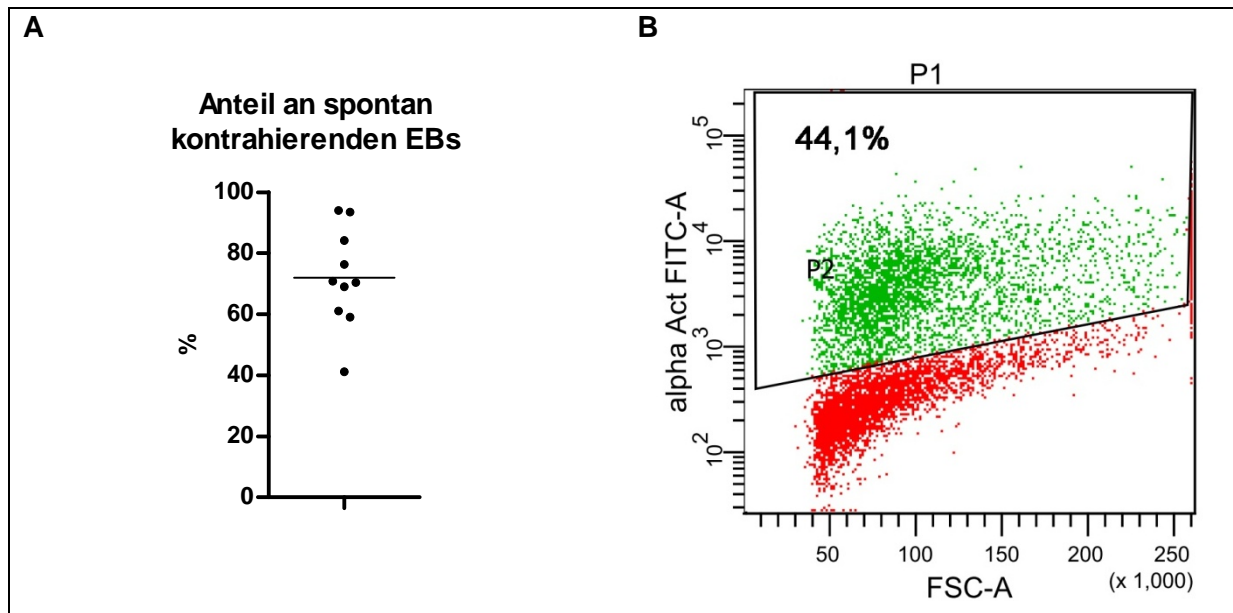 A
Anteil an spontan
kontrahierenden EBs
100
80
60
40
20
0
%
B
P1
44,1%
P2
alpha Act FITC-A
10^5
10^4
10^3
10^2
50 100 150 200 250
FSC-A
(x 1,000)